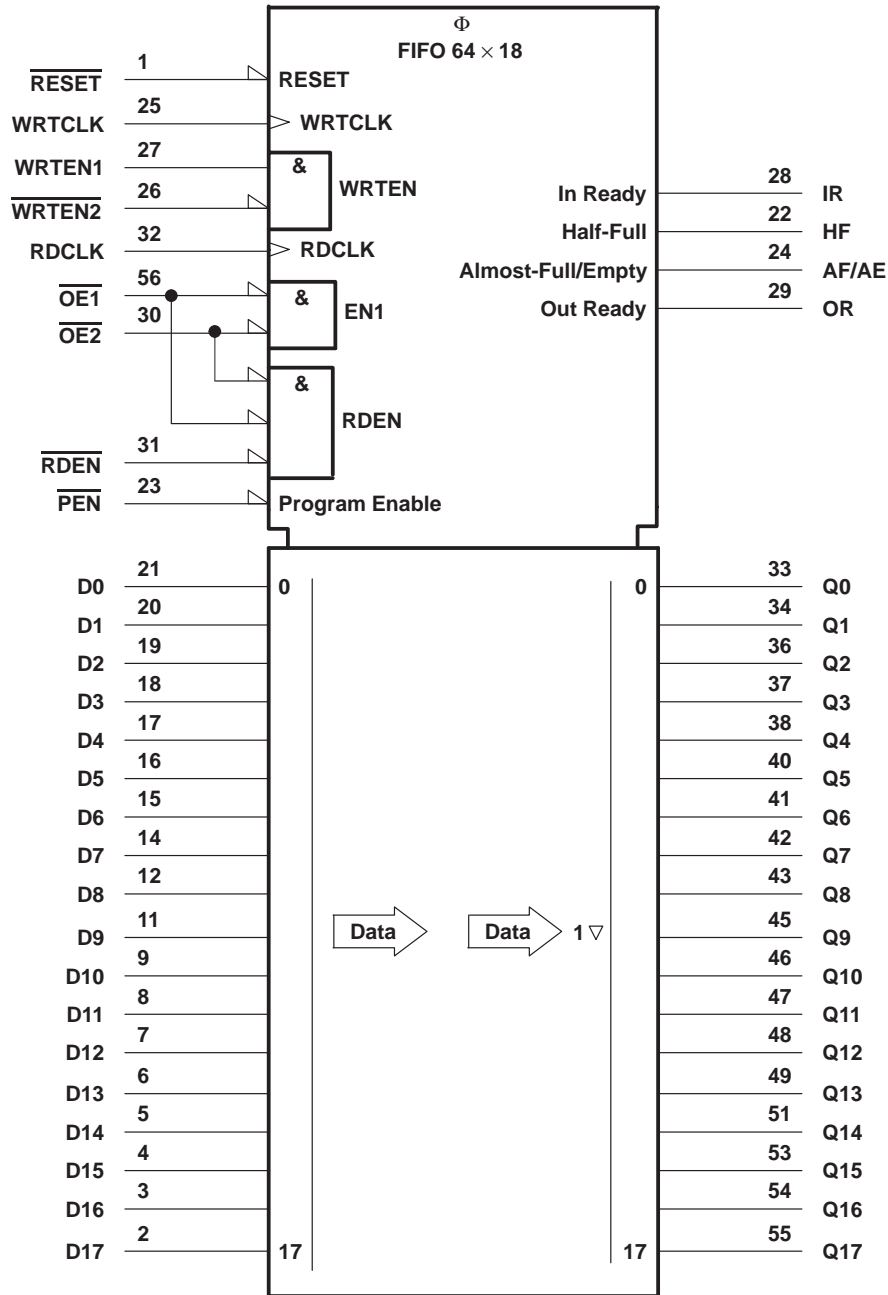 Φ
FIFO 64 × 18
RESET 1 RESET
WRTCLK 25 WRTCLK
WRTEN1 27 & WRTEN
WRTEN2 26
RDCLK 32 RDCLK
OE1 56 & EN1
OE2 30
& RDEN
RDEN 31
PEN 23 Program Enable
In Ready 28 IR
Half-Full 22 HF
Almost-Full/Empty 24 AF/AE
Out Ready 29 OR
D0 21 0 0 33 Q0
D1 20 34 Q1
D2 19 36 Q2
D3 18 37 Q3
D4 17 38 Q4
D5 16 40 Q5
D6 15 41 Q6
D7 14 42 Q7
D8 12 43 Q8
D9 11 Data Data 1 ▽ 45 Q9
D10 9 46 Q10
D11 8 47 Q11
D12 7 48 Q12
D13 6 49 Q13
D14 5 51 Q14
D15 4 53 Q15
D16 3 54 Q16
D17 2 17 17 55 Q17